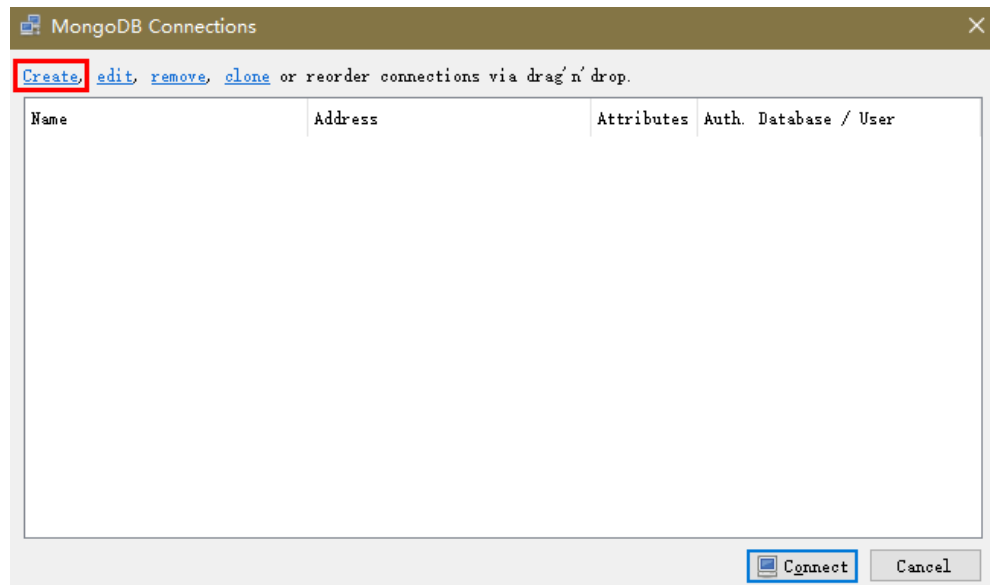 MongoDB Connections
Create, edit, remove, clone or reorder connections via drag'n'drop.
Name Address Attributes Auth. Database / User
Connect Cancel